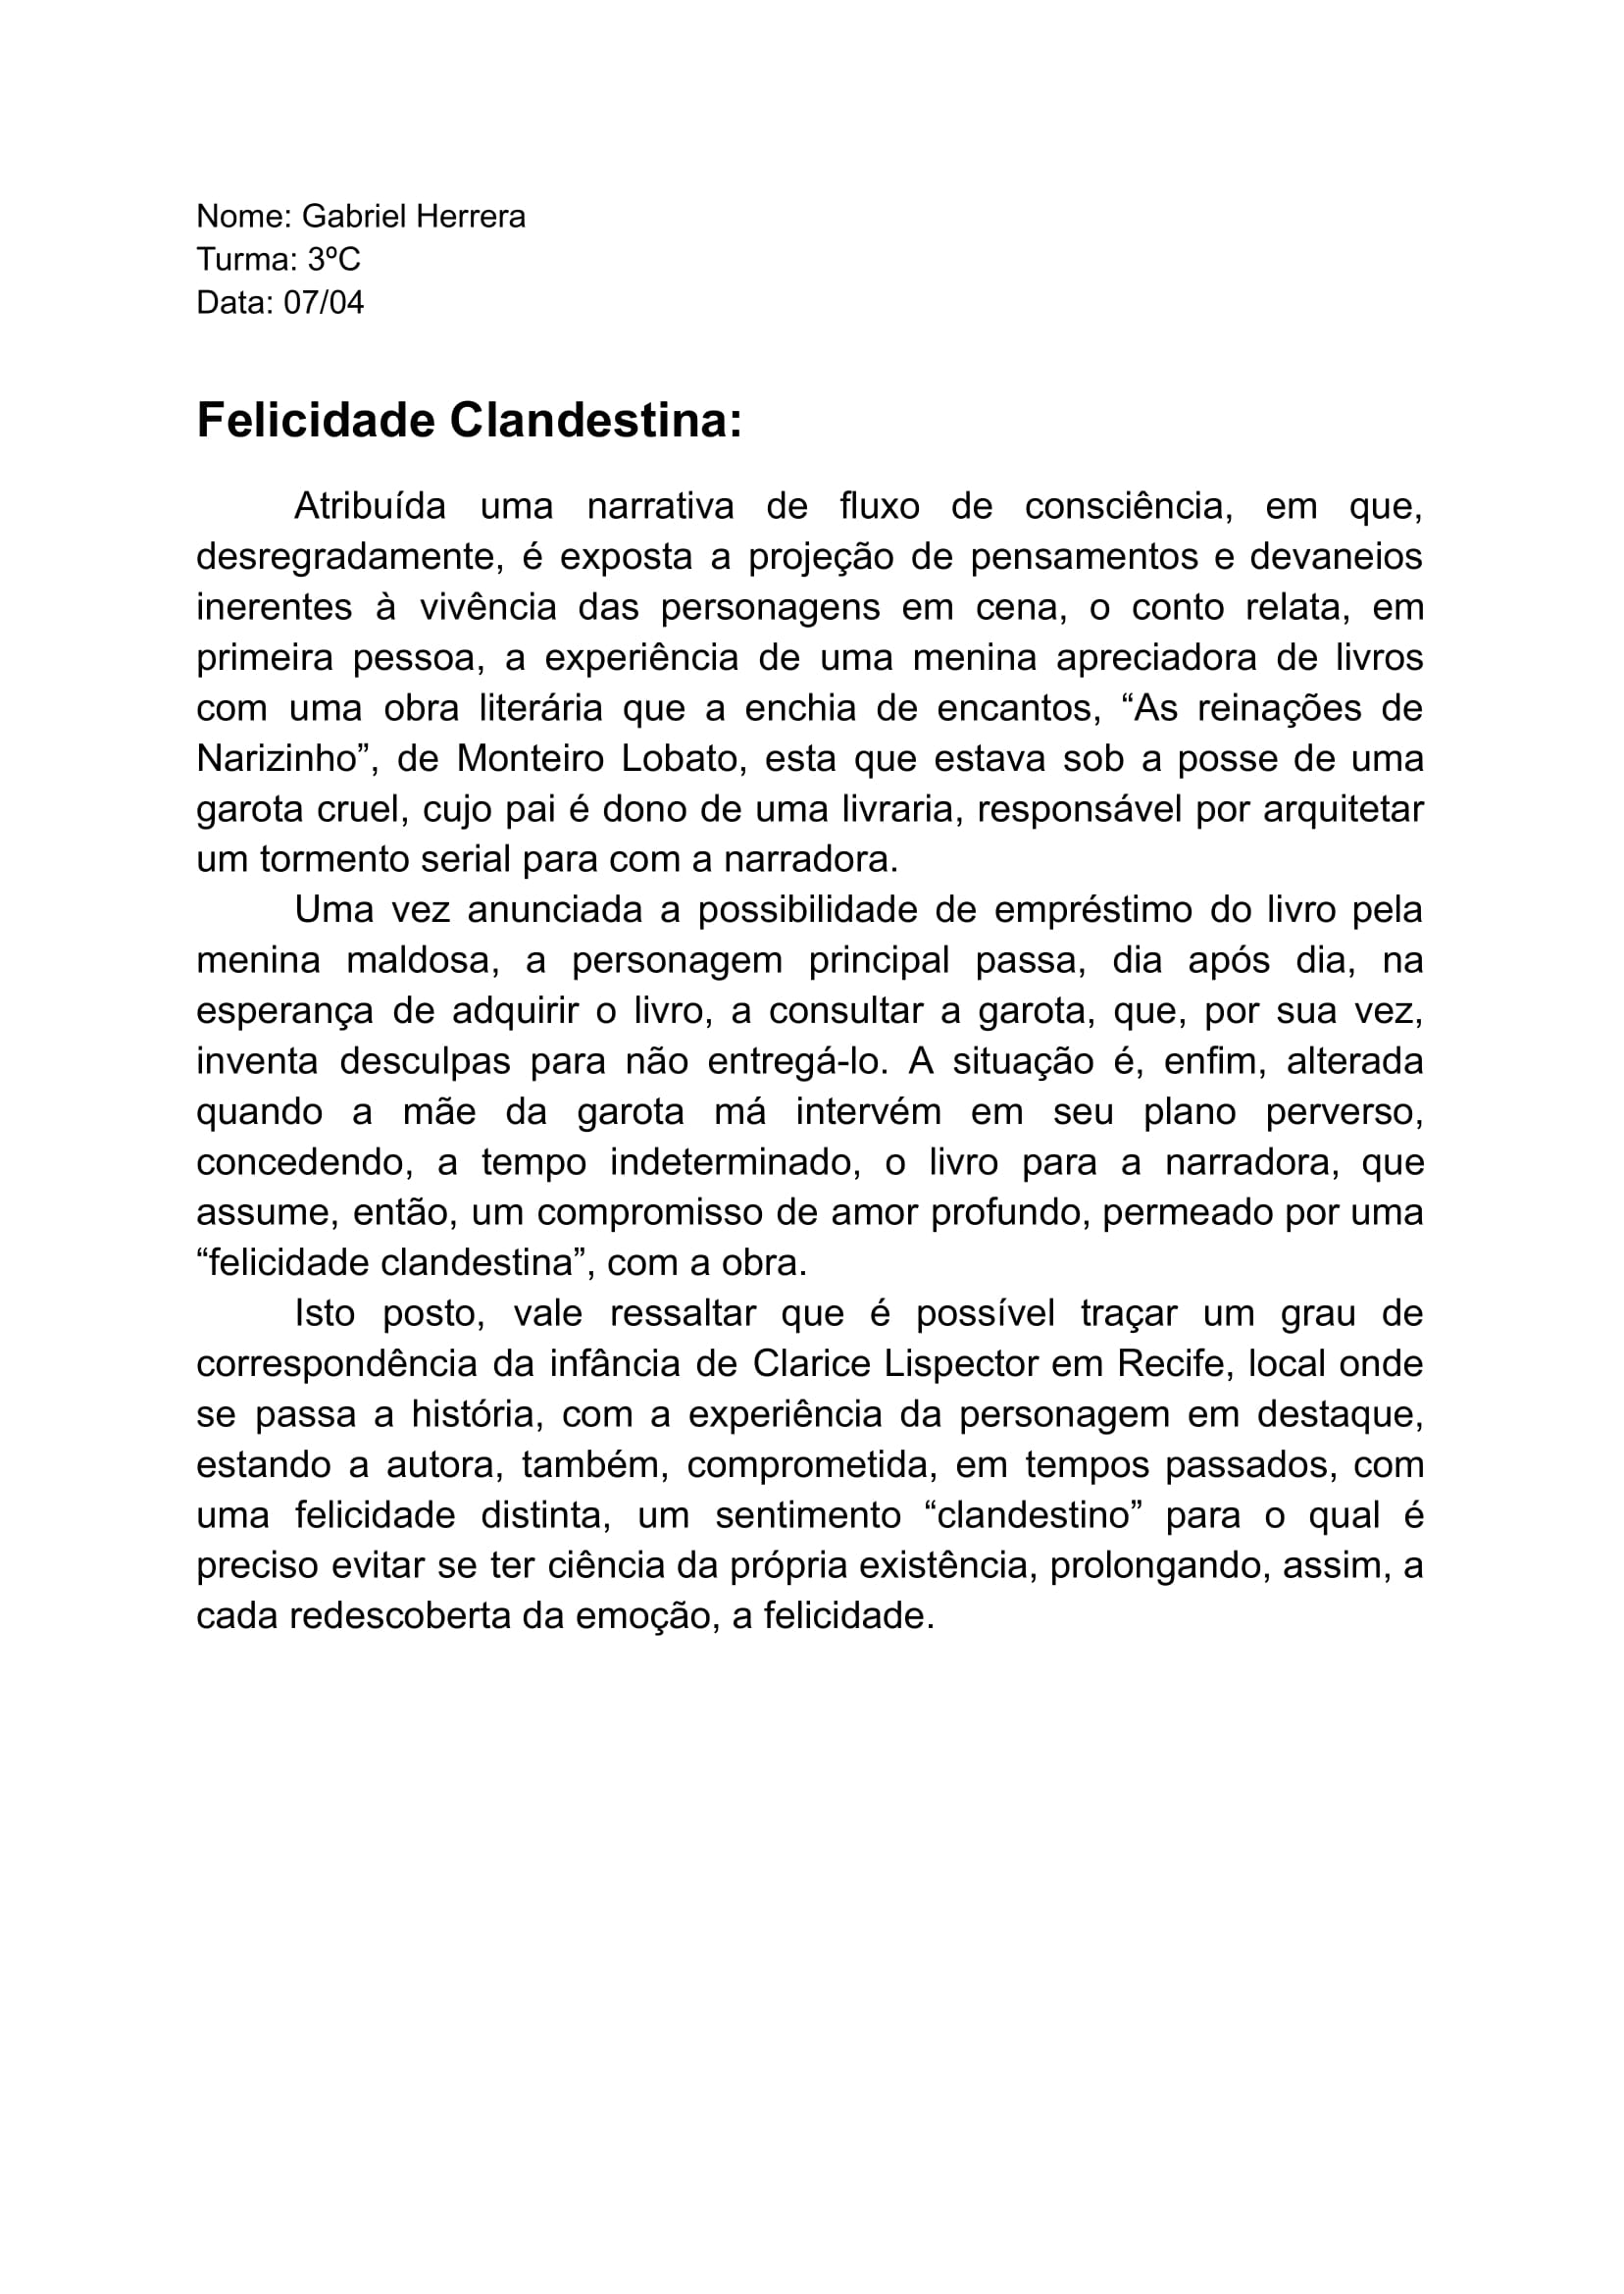 Nome: Gabriel Herrera
Turma: 3ºC
Data: 07/04
Felicidade Clandestina:
Atribuída uma narrativa de fluxo de consciência, em que,
desregradamente, é exposta a projeção de pensamentos e devaneios
inerentes à vivência das personagens em cena, o conto relata, em
primeira pessoa, a experiência de uma menina apreciadora de livros
com uma obra literária que a enchia de encantos, “As reinações de
Narizinho”, de Monteiro Lobato, esta que estava sob a posse de uma
garota cruel, cujo pai é dono de uma livraria, responsável por arquitetar
um tormento serial para com a narradora.
Uma vez anunciada a possibilidade de empréstimo do livro pela
menina maldosa, a personagem principal passa, dia após dia, na
esperança de adquirir o livro, a consultar a garota, que, por sua vez,
inventa desculpas para não entregá-lo. A situação é, enfim, alterada
quando a mãe da garota má intervém em seu plano perverso,
concedendo, a tempo indeterminado, o livro para a narradora, que
assume, então, um compromisso de amor profundo, permeado por uma
“felicidade clandestina”, com a obra.
Isto posto, vale ressaltar que é possível traçar um grau de
correspondência da infância de Clarice Lispector em Recife, local onde
se passa a história, com a experiência da personagem em destaque,
estando a autora, também, comprometida, em tempos passados, com
uma felicidade distinta, um sentimento “clandestino” para o qual é
preciso evitar se ter ciência da própria existência, prolongando, assim, a
cada redescoberta da emoção, a felicidade.